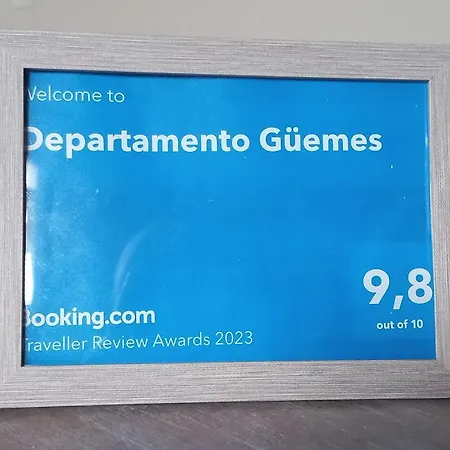 Welcome to
Departamento Güemes
9,8
out of 10
Booking.com
Traveller Review Awards 2023